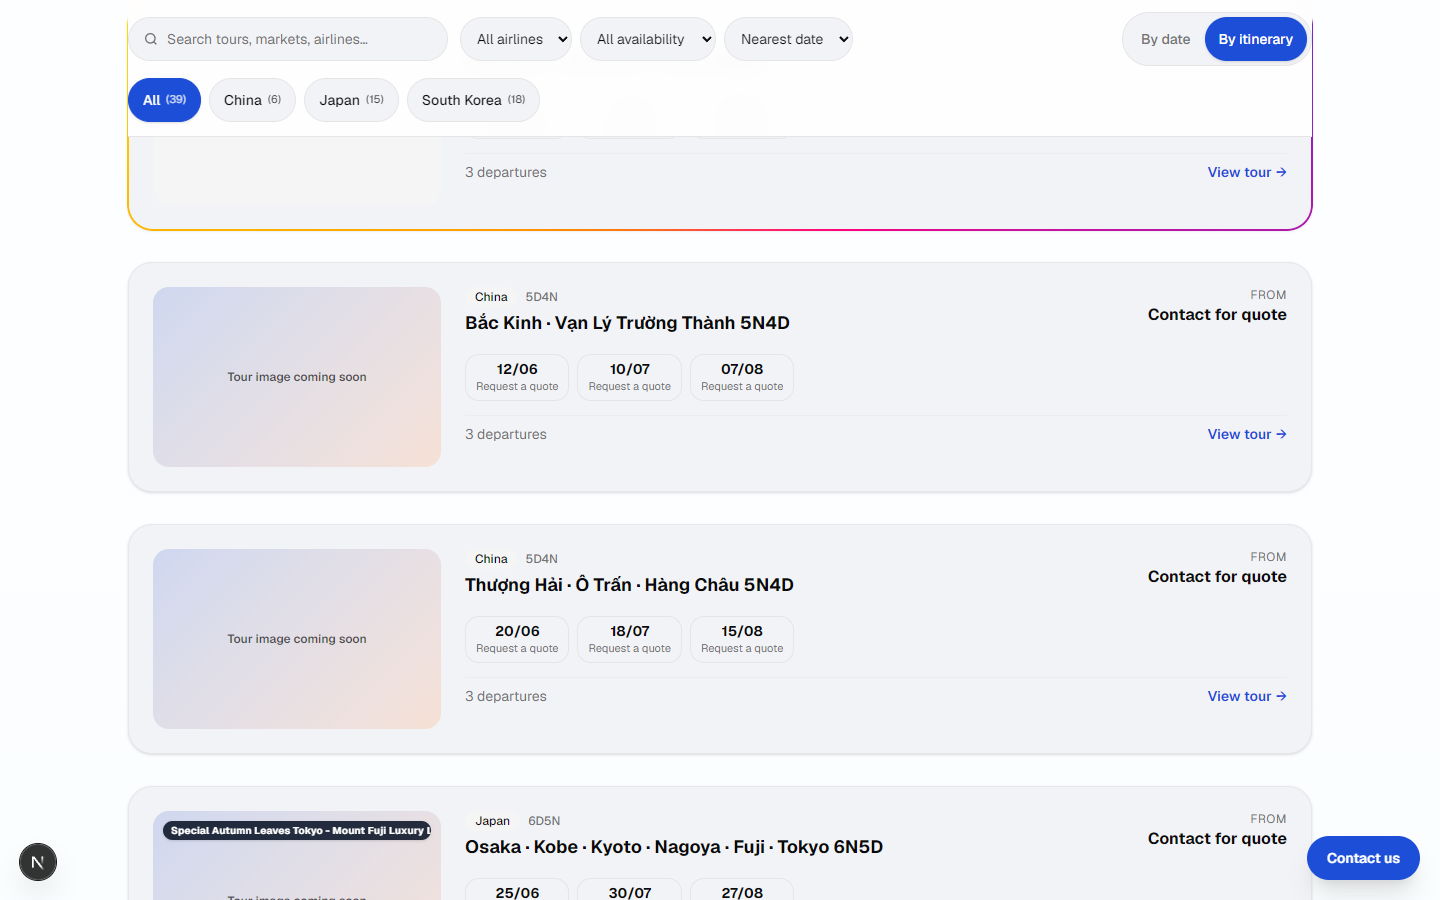 Search tours, markets, airlines...
All airlines
All availability
Nearest date
By date
By itinerary
All (39)
China (6)
Japan (15)
South Korea (18)
3 departures
View tour →
Tour image coming soon
China 5D4N
Bắc Kinh · Vạn Lý Trường Thành 5N4D
FROM
Contact for quote
12/06
Request a quote
10/07
Request a quote
07/08
Request a quote
3 departures
View tour →
Tour image coming soon
China 5D4N
Thượng Hải · Ô Trấn · Hàng Châu 5N4D
FROM
Contact for quote
20/06
Request a quote
18/07
Request a quote
15/08
Request a quote
3 departures
View tour →
Special Autumn Leaves Tokyo - Mount Fuji Luxury
Tour image coming soon
Japan 6D5N
Osaka · Kobe · Kyoto · Nagoya · Fuji · Tokyo 6N5D
FROM
Contact for quote
25/06
30/07
27/08
N
Contact us